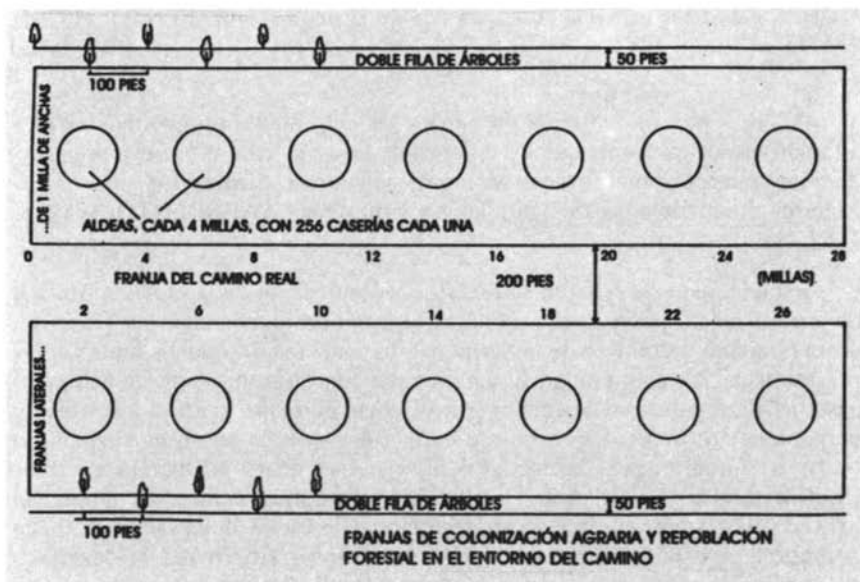 DOBLE FILA DE ÁRBOLES
50 PIES
100 PIES
...DE 1 MILLA DE ANCHAS
ALDEAS, CADA 4 MILLAS, CON 256 CASERÍAS CADA UNA
0 4 8 12 16 20 24 28
FRANJA DEL CAMINO REAL
200 PIES
(MILLAS).
2 6 10 14 18 22 26
FRANJAS LATERALES...
DOBLE FILA DE ÁRBOLES
50 PIES
100 PIES
FRANJAS DE COLONIZACIÓN AGRARIA Y REPOBLACIÓN
FORESTAL EN EL ENTORNO DEL CAMINO